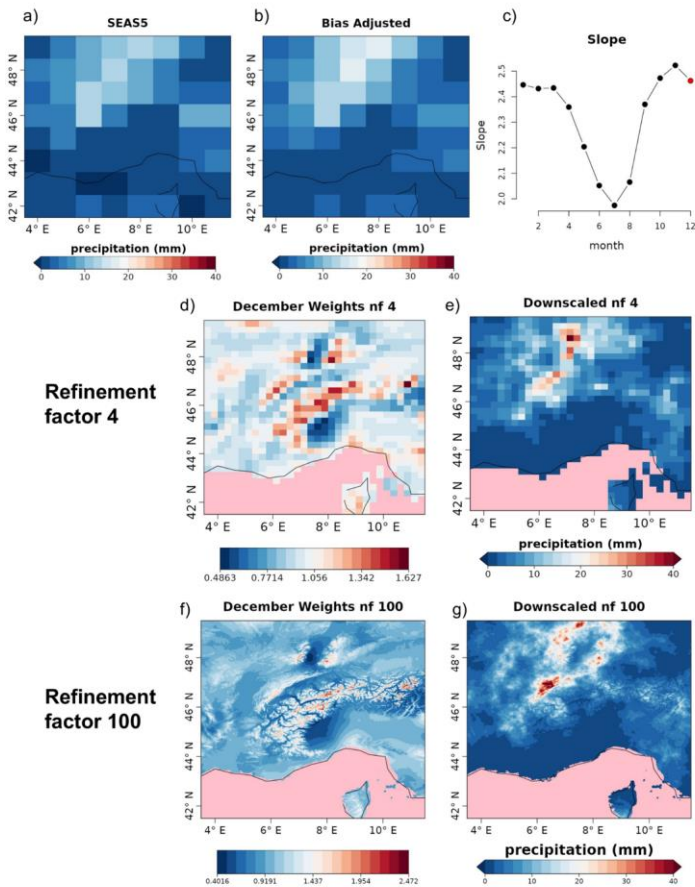 a)
SEAS5
48° N
46° N
44° N
42° N
4° E
6° E
8° E
10° E
precipitation (mm)
0
10
20
30
40
b)
Bias Adjusted
48° N
46° N
44° N
42° N
4° E
6° E
8° E
10° E
precipitation (mm)
0
10
20
30
40
c)
Slope
Slope
2.5
2.4
2.3
2.2
2.1
2.0
2
4
6
8
10
12
month
Refinement
factor 4
d)
December Weights nf 4
48° N
46° N
44° N
42° N
4° E
6° E
8° E
10° E
0.4863
0.7714
1.056
1.342
1.627
e)
Downscaled nf 4
48° N
46° N
44° N
42° N
4° E
6° E
8° E
10° E
precipitation (mm)
0
10
20
30
40
Refinement
factor 100
f)
December Weights nf 100
48° N
46° N
44° N
42° N
4° E
6° E
8° E
10° E
0.4016
0.9191
1.437
1.954
2.472
g)
Downscaled nf 100
48° N
46° N
44° N
42° N
4° E
6° E
8° E
10° E
precipitation (mm)
0
10
20
30
40